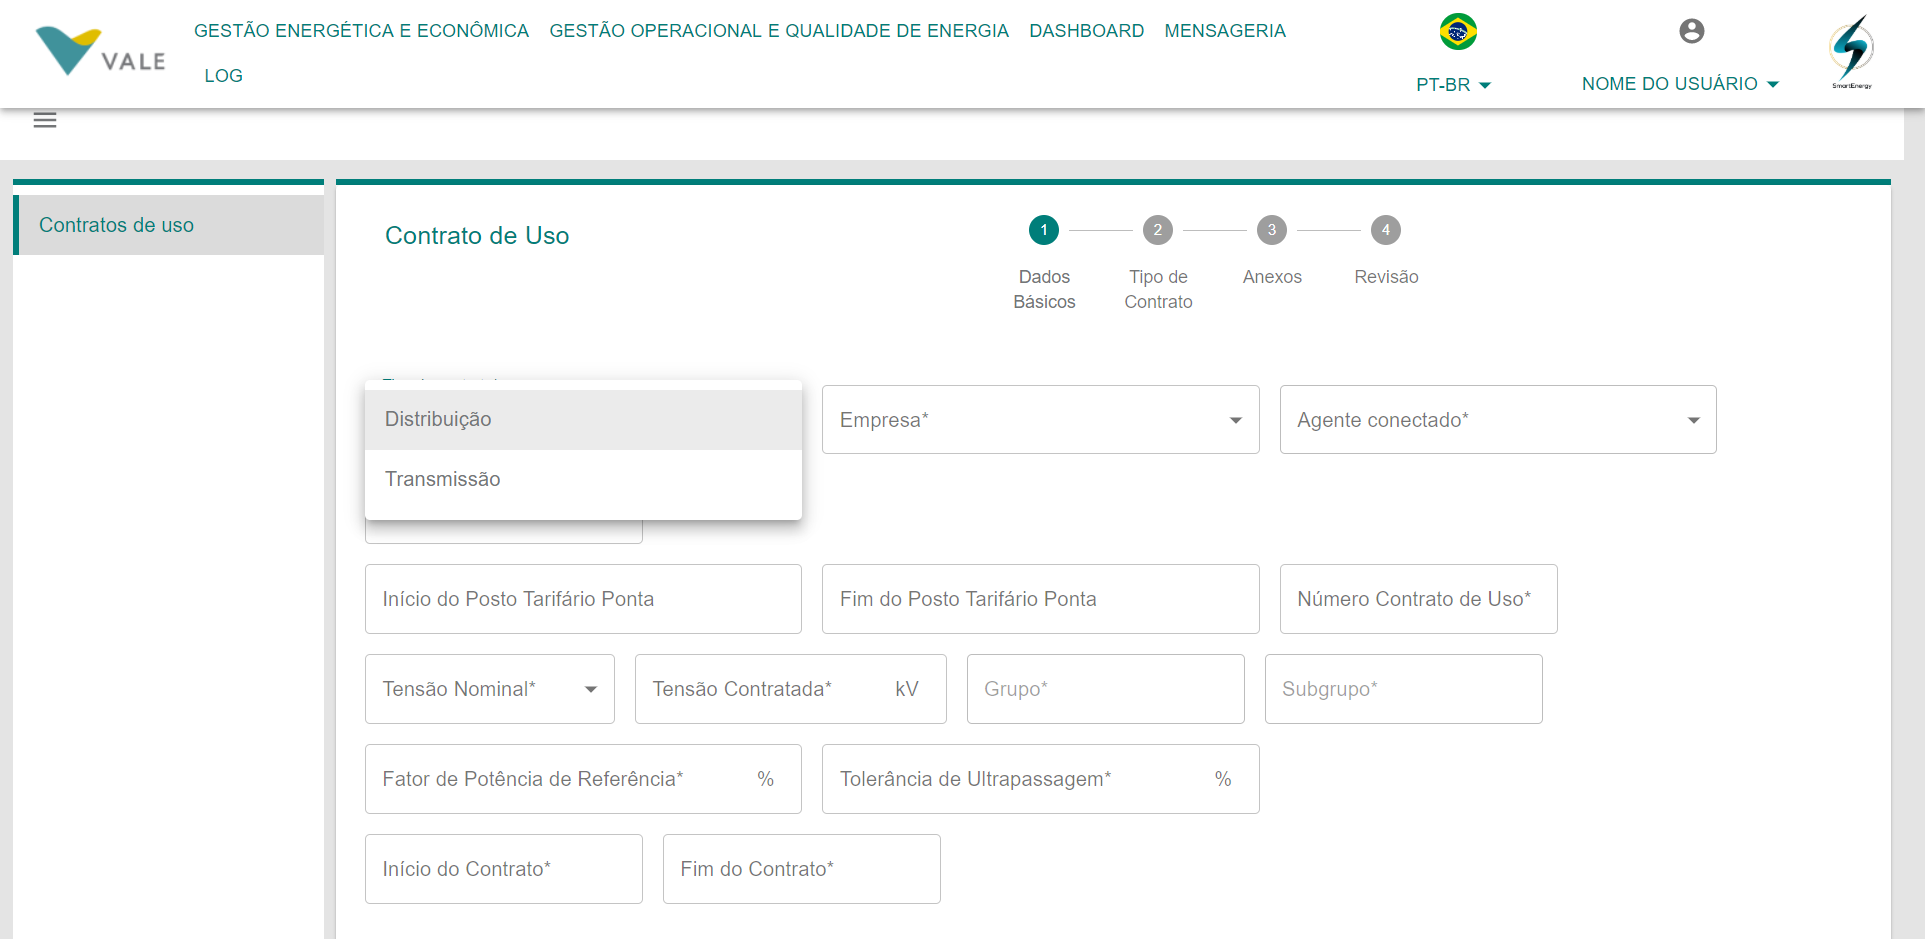 VALE
GESTÃO ENERGÉTICA E ECONÔMICA
GESTÃO OPERACIONAL E QUALIDADE DE ENERGIA
DASHBOARD
MENSAGERIA
LOG
PT-BR
NOME DO USUÁRIO
SmartEnergy
Contratos de uso
Contrato de Uso
1
2
3
4
Dados
Básicos
Tipo de
Contrato
Anexos
Revisão
Distribuição
Transmissão
Empresa*
Agente conectado*
Início do Posto Tarifário Ponta
Fim do Posto Tarifário Ponta
Número Contrato de Uso*
Tensão Nominal*
Tensão Contratada*
kV
Grupo*
Subgrupo*
Fator de Potência de Referência*
%
Tolerância de Ultrapassagem*
%
Início do Contrato*
Fim do Contrato*